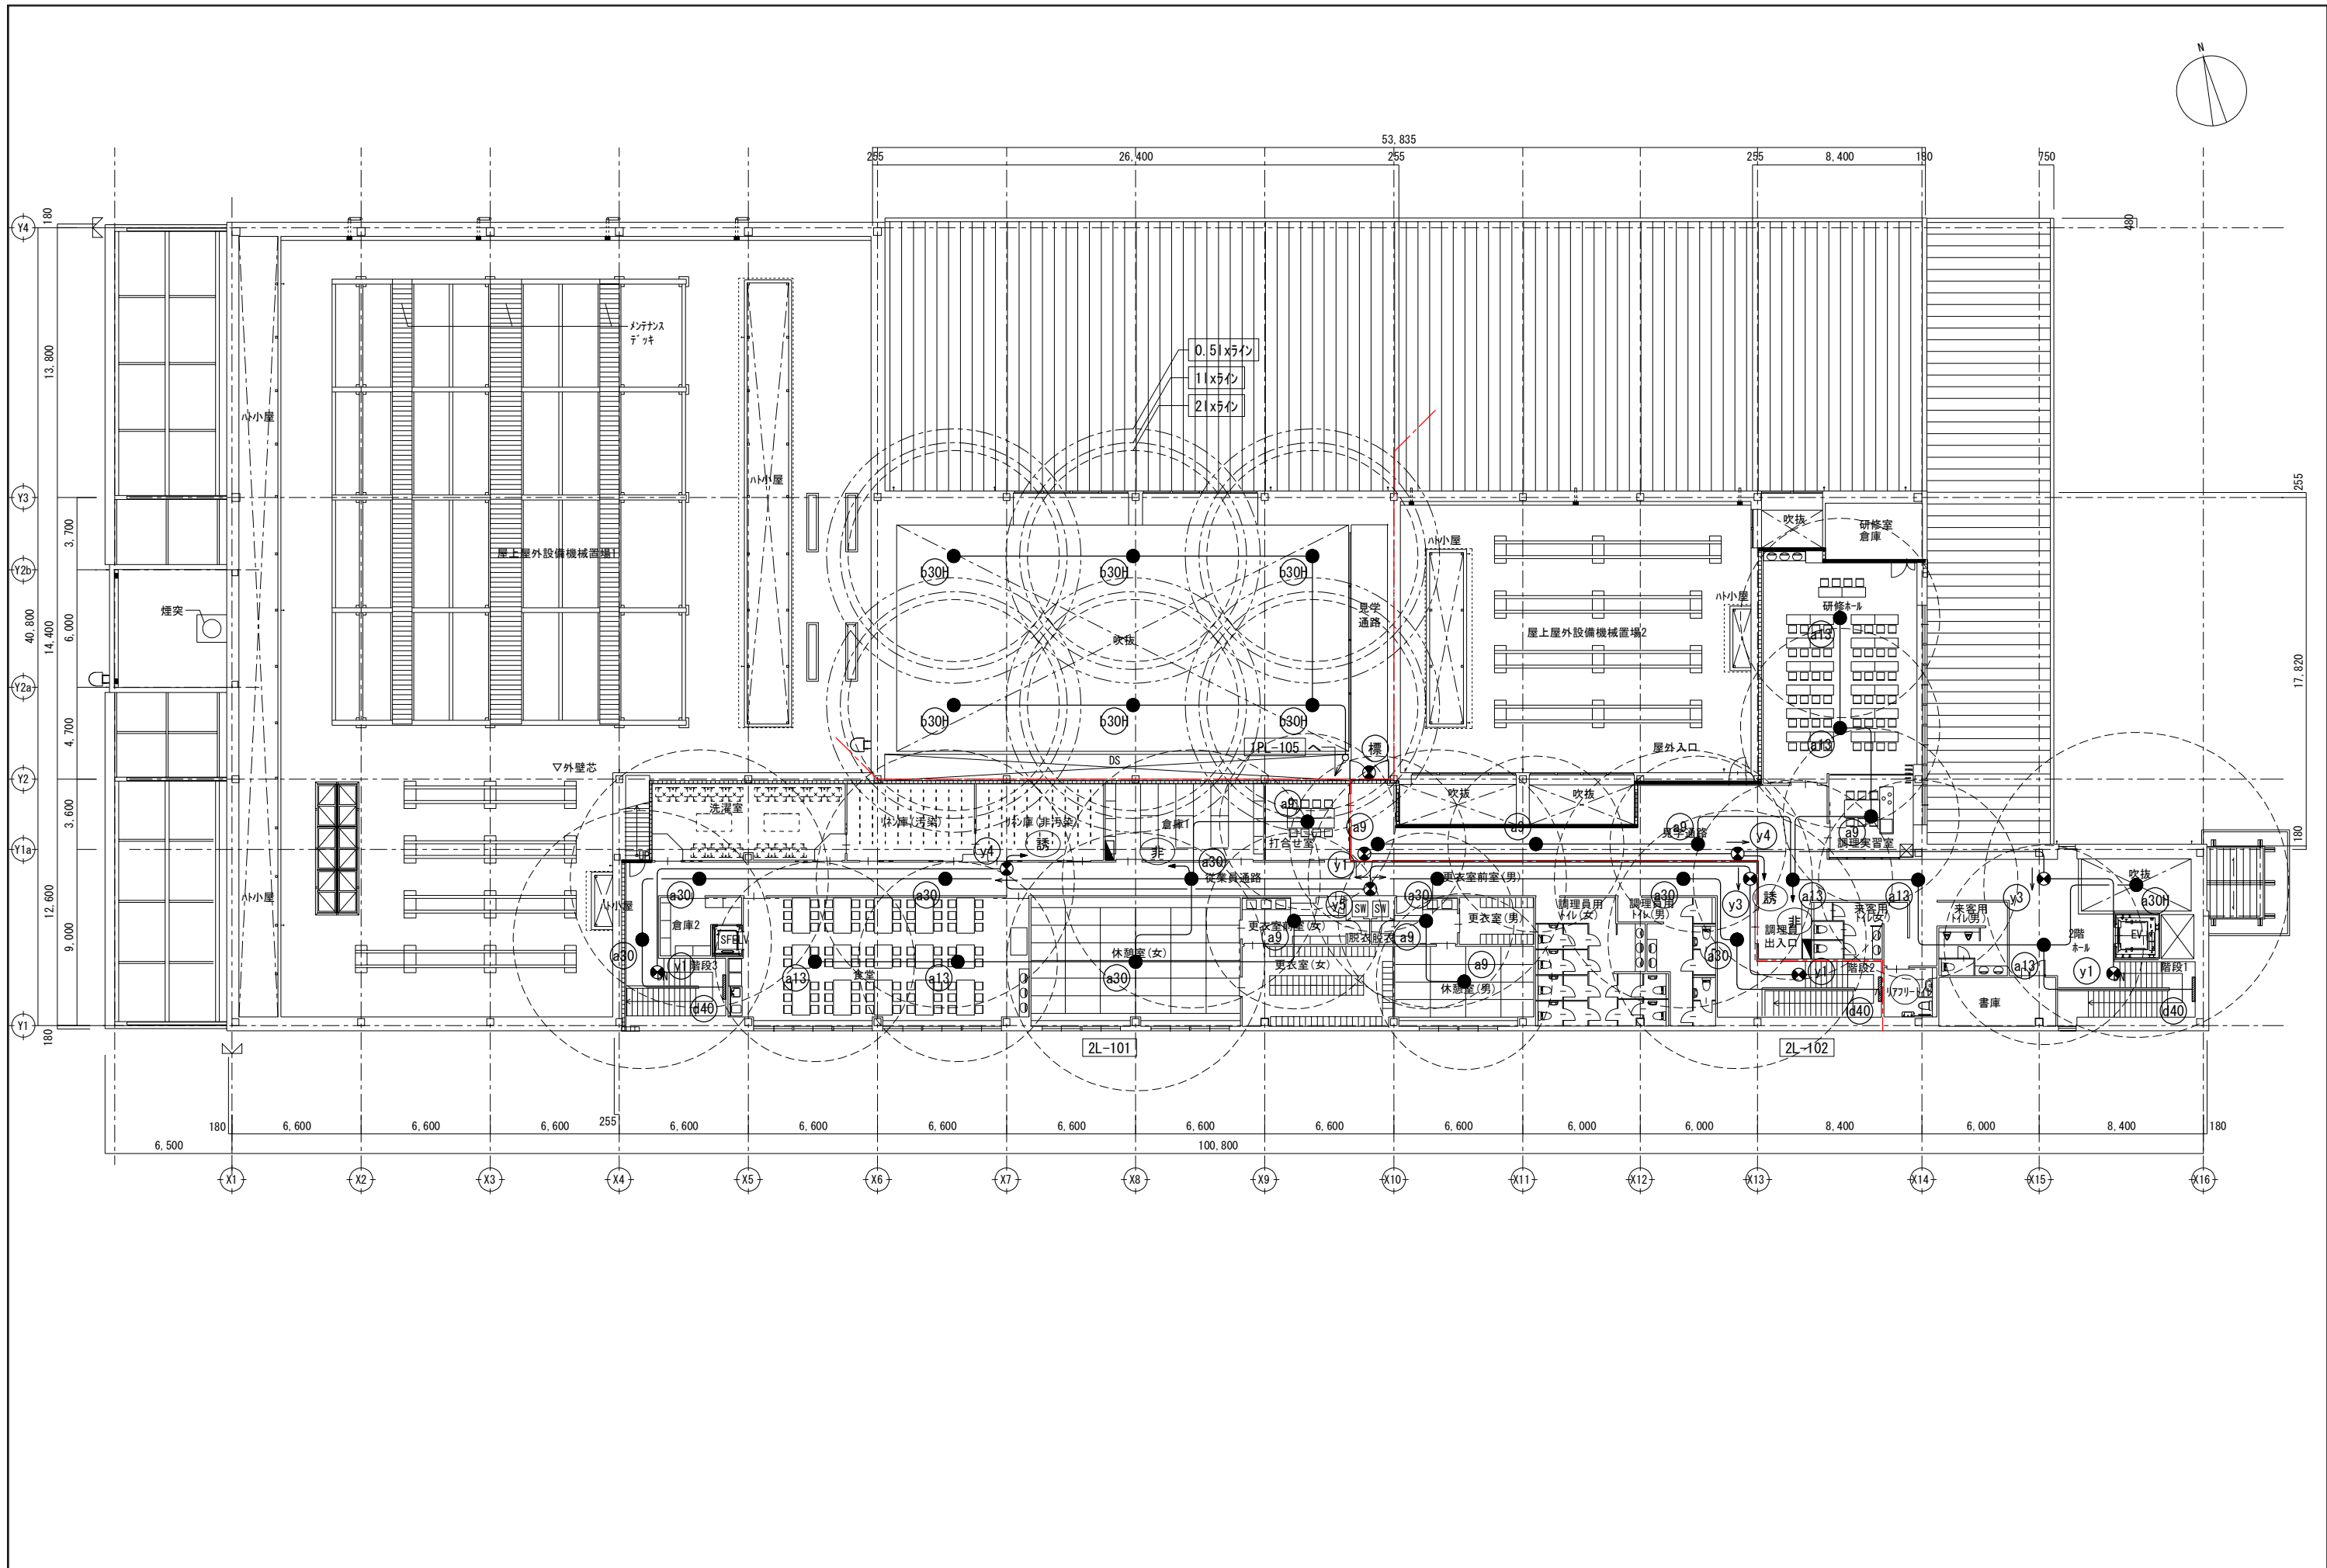 N
53,835
255
26,400
255
255
8,400
180
750
180
480
Y4
13,800
メンテナンス
デッキ
0.5lxライン
1lxライン
2lxライン
ハト小屋
ハト小屋
Y3
255
3,700
吹抜
研修室
倉庫
屋上屋外設備機械置場1
ハト小屋
Y2b
b30H
b30H
b30H
煙突
見学
通路
ハト小屋
研修ホール
40,800
14,400
6,000
吹抜
屋上屋外設備機械置場2
a13
17,820
Y2a
b30H
b30H
b30H
4,700
1PL-105
標
屋外入口
a13
▽外壁芯
DS
Y2
3,600
洗濯室
リネン庫(汚染)
リネン庫(非汚染)
倉庫1
a9
打合せ室
吹抜
吹抜
a9
a9
a9
見学通路
y4
a9
調理実習室
180
Y1a
y4
誘
非
a30
従業員通路
y1
更衣室前室(男)
吹抜
ハト小屋
ハト小屋
a30
a30
a30
a30
y3
誘
a13
a13
y3
a30H
12,600
9,000
倉庫2
y5
SW
SW
更衣室(男)
調理員用
トイレ(女)
調理員用
トイレ(男)
非
調理員
出入口
来客用
トイレ(女)
来客用
トイレ(男)
更衣室前室(女)
a9
脱衣
脱衣
a9
2階
ホール
EV
a30
y1
階段3
a13
食堂
a13
休憩室(女)
a30
更衣室(女)
a9
休憩室(男)
a30
y1
階段2
a13
y1
階段1
バリアフリートイレ
書庫
d40
d40
d40
Y1
180
2L-101
2L-102
180
6,600
6,600
6,600
255
6,600
6,600
6,600
6,600
6,600
6,600
6,600
6,000
6,000
8,400
6,000
8,400
180
6,500
100,800
X1
X2
X3
X4
X5
X6
X7
X8
X9
X10
X11
X12
X13
X14
X15
X16